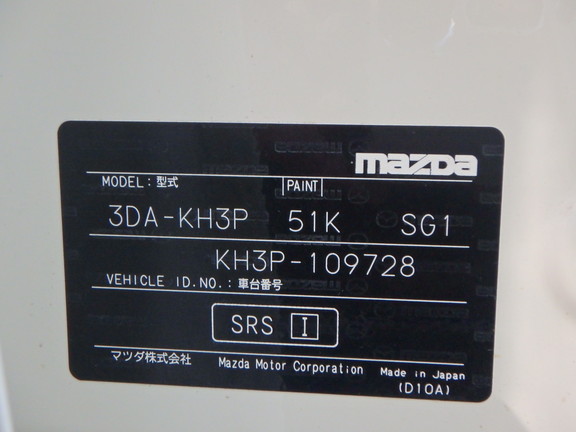 mazda
MODEL: 型式 PAINT
3DA-KH3P 51K SG1
KH3P-109728
VEHICLE ID.NO.: 車台番号
SRS I
マツダ株式会社 Mazda Motor Corporation Made in Japan
(D10A)